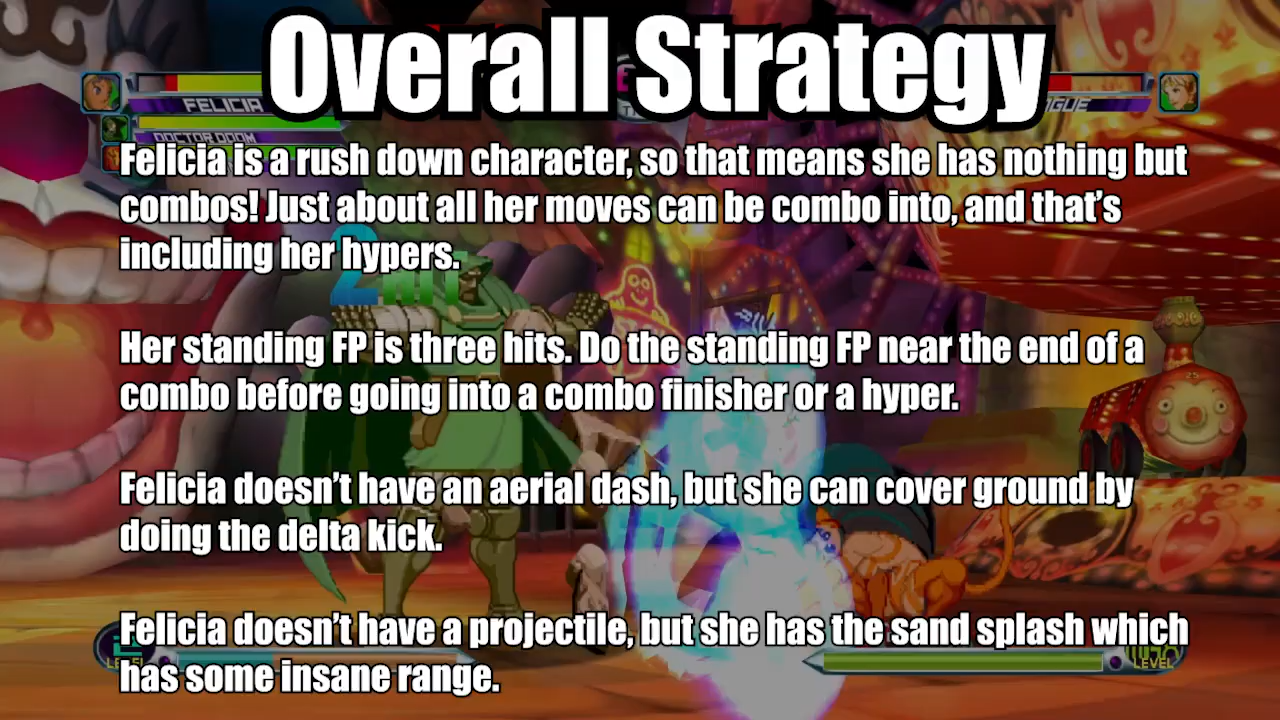 Overall Strategy
FELICIA
DOCTOR DOOM
Felicia is a rush down character, so that means she has nothing but
combos! Just about all her moves can be combo into, and that's
including her hypers.
2
Her standing FP is three hits. Do the standing FP near the end of a
combo before going into a combo finisher or a hyper.
Felicia doesn't have an aerial dash, but she can cover ground by
doing the delta kick.
Felicia doesn't have a projectile, but she has the sand splash which
has some insane range.
LEVEL